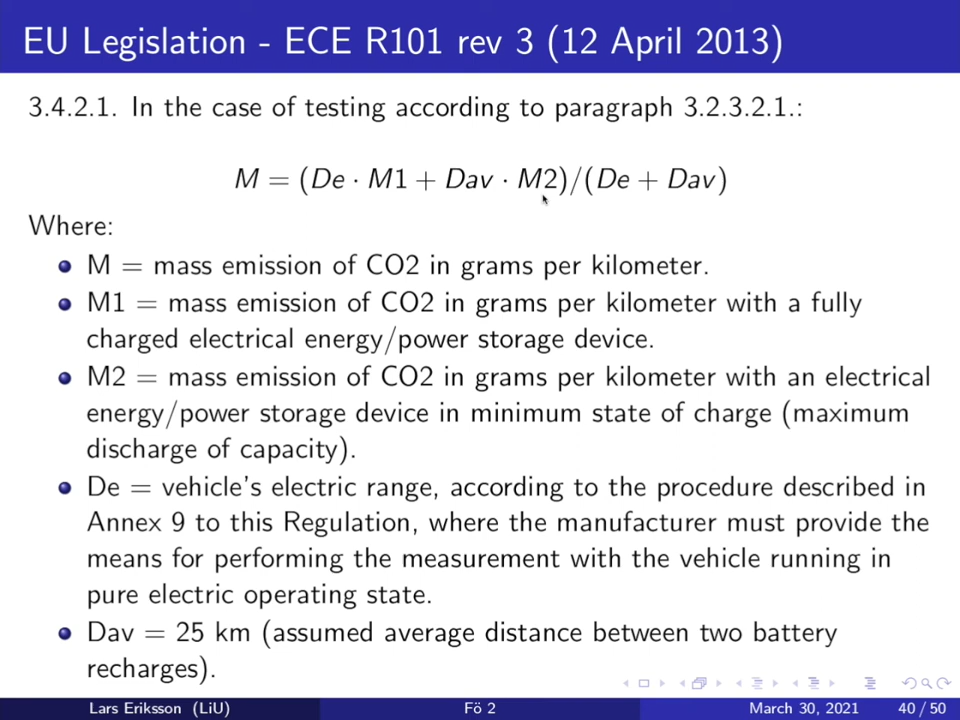 EU Legislation - ECE R101 rev 3 (12 April 2013)
3.4.2.1. In the case of testing according to paragraph 3.2.3.2.1.:
M = (De · M1 + Dav · M2)/(De + Dav)
Where:
M = mass emission of CO2 in grams per kilometer.
M1 = mass emission of CO2 in grams per kilometer with a fully
charged electrical energy/power storage device.
M2 = mass emission of CO2 in grams per kilometer with an electrical
energy/power storage device in minimum state of charge (maximum
discharge of capacity).
De = vehicle's electric range, according to the procedure described in
Annex 9 to this Regulation, where the manufacturer must provide the
means for performing the measurement with the vehicle running in
pure electric operating state.
Dav = 25 km (assumed average distance between two battery
recharges).
Lars Eriksson (LiU) Fö 2 March 30, 2021 40 / 50